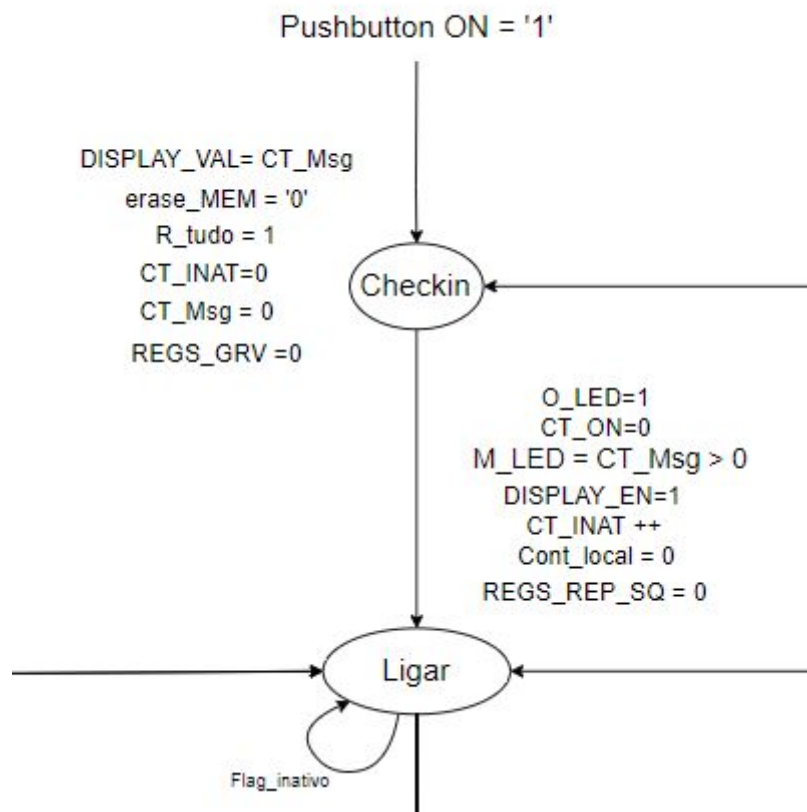 Pushbutton ON = '1'
DISPLAY_VAL= CT_Msg
erase_MEM = '0'
R_tudo = 1
CT_INAT=0
CT_Msg = 0
REGS_GRV =0
Checkin
O_LED=1
CT_ON=0
M_LED = CT_Msg > 0
DISPLAY_EN=1
CT_INAT ++
Cont_local = 0
REGS_REP_SQ = 0
Ligar
Flag_inativo